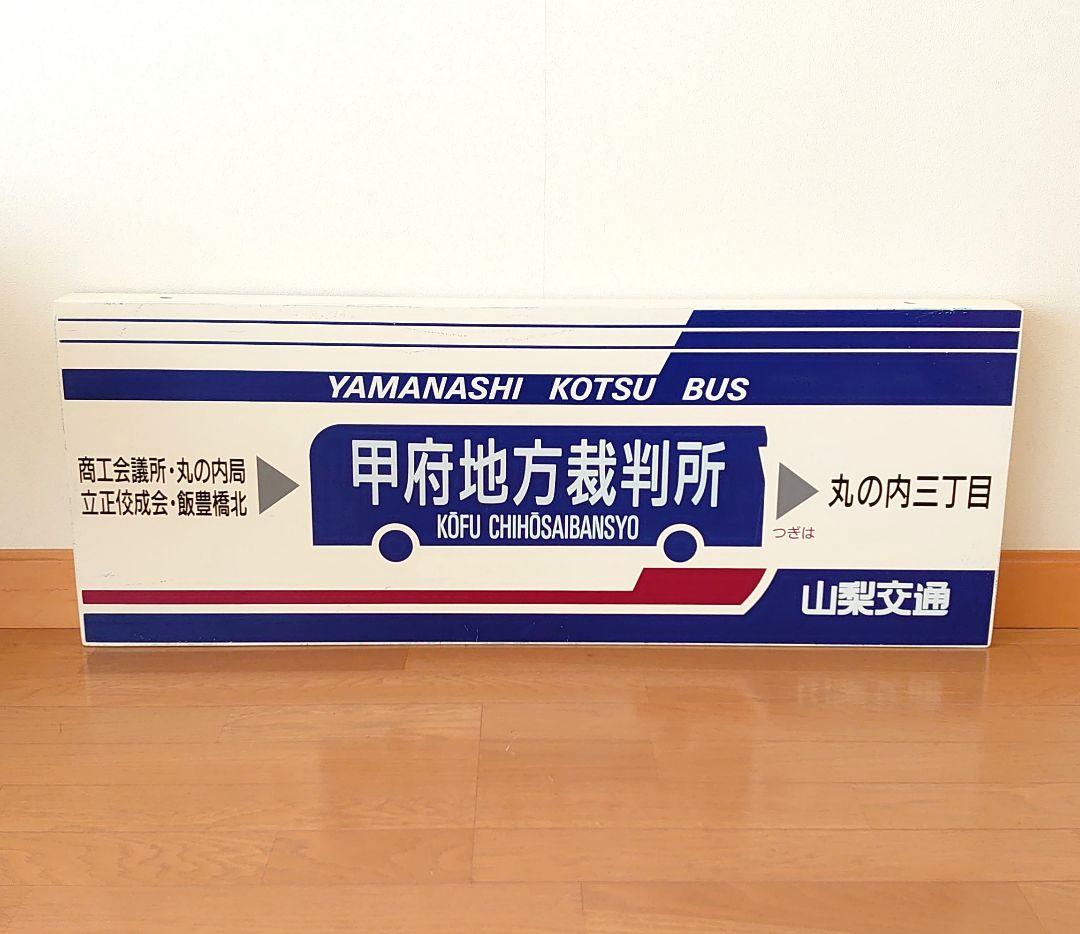 YAMANASHI KOTSU BUS
商工会議所・丸の内局
立正佼成会・飯豊橋北
甲府地方裁判所
KŌFU CHIHŌSAIBANSYO
丸の内三丁目
つぎは
山梨交通